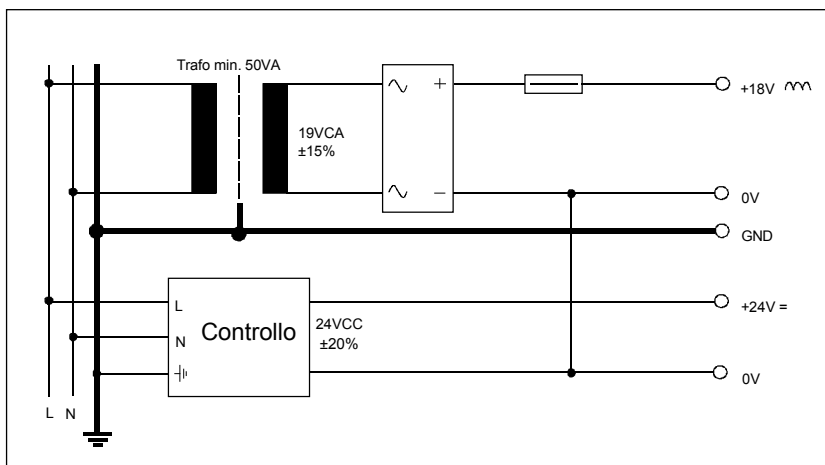 Trafo min. 50VA
19VCA
±15%
+
−
+18V
0V
GND
L
N
Controllo
24VCC
±20%
+24V =
0V
L N